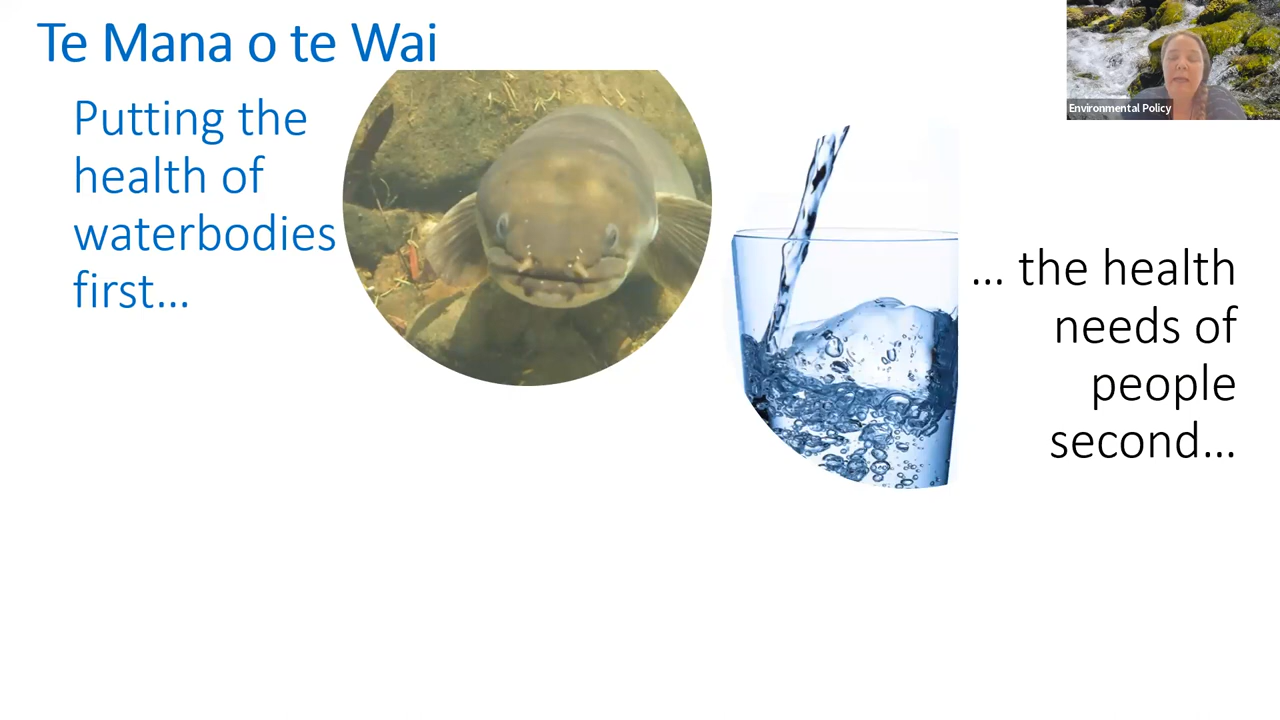 Te Mana o te Wai
Putting the
health of
waterbodies
first...
... the health
needs of
people
second...
Environmental Policy